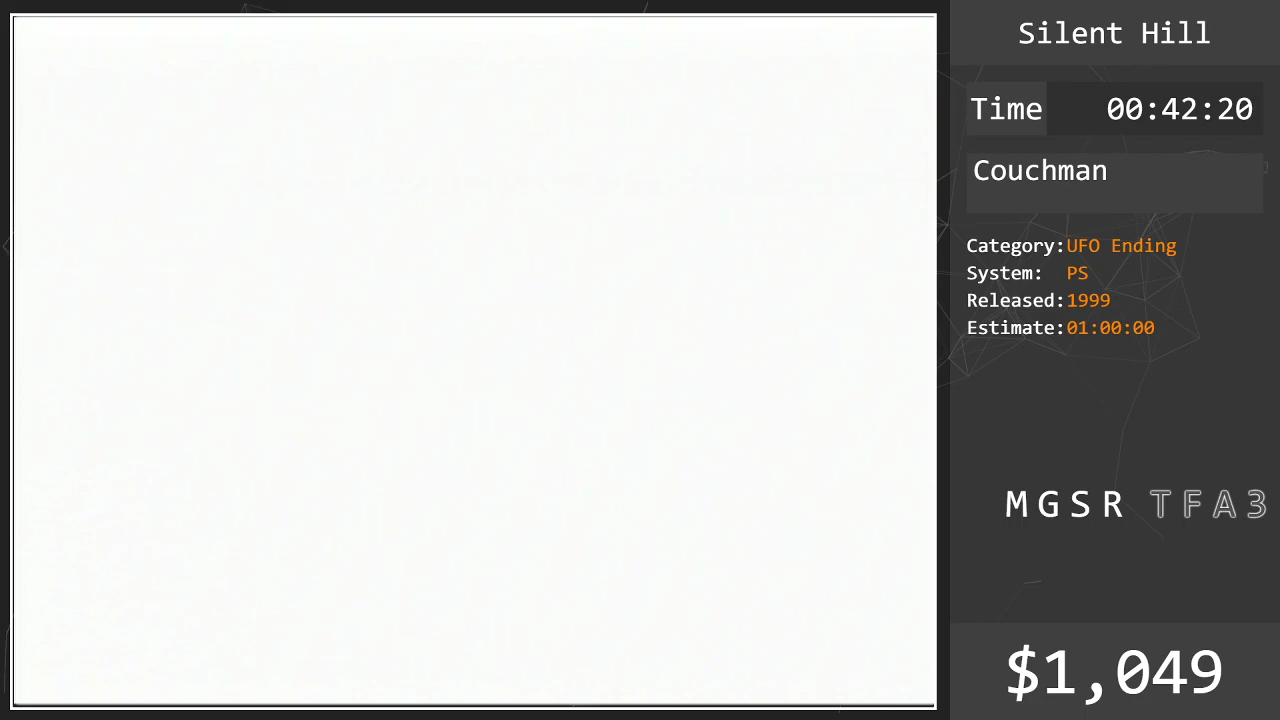 Silent Hill
Time 00:42:20
Couchman
Category: UFO Ending
System: PS
Released: 1999
Estimate: 01:00:00
MGSR TFA3
$1,049